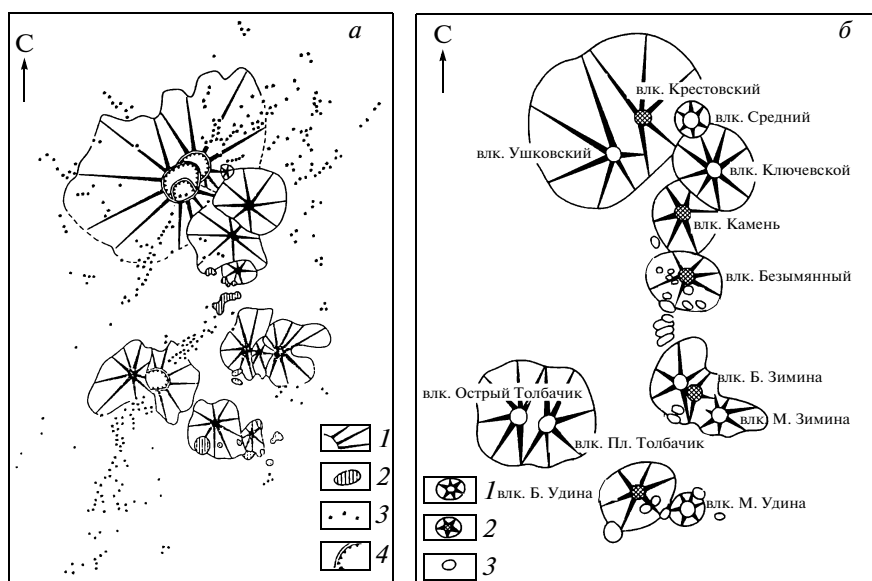 С
а
1
2
3
4
С
б
влк. Крестовский
влк. Средний
влк. Ушковский
влк. Ключевской
влк. Камень
влк. Безымянный
влк. Б. Зимина
влк. Острый Толбачик
влк. М. Зимина
влк. Пл. Толбачик
1
влк. Б. Удина
влк. М. Удина
2
3